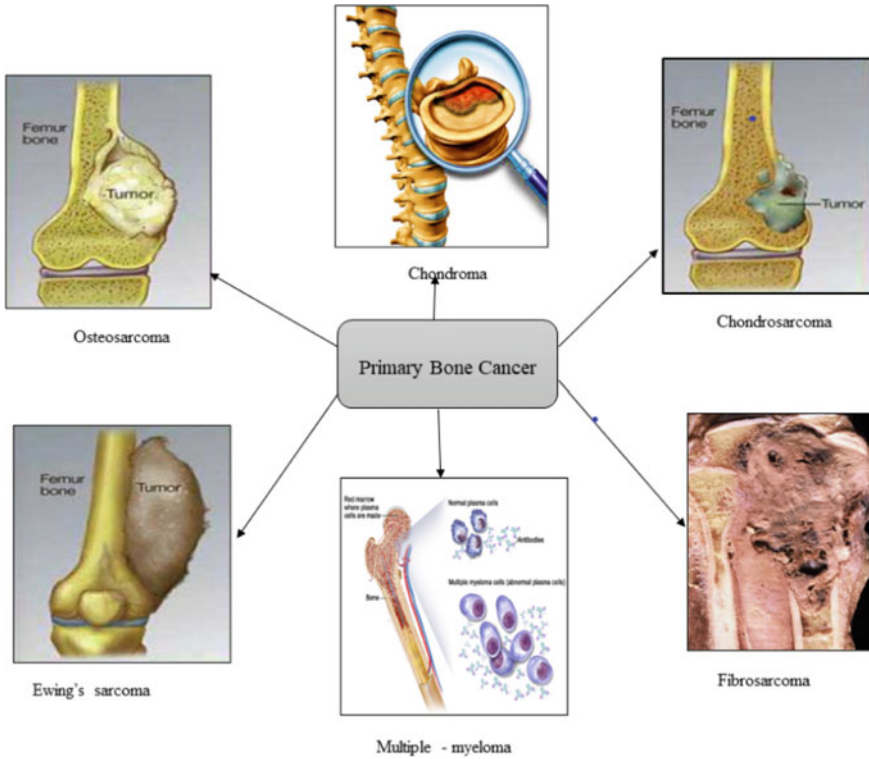 Femur
bone
Tumor
Osteosarcoma
Chondroma
Femur
bone
Tumor
Chondrosarcoma
Primary Bone Cancer
Femur
bone
Tumor
Ewing's sarcoma
Red marrow
where plasma
cells are made
Bone
Normal plasma cells
Antibodies
Multiple myeloma cells (abnormal plasma cells)
Multiple - myeloma
Fibrosarcoma